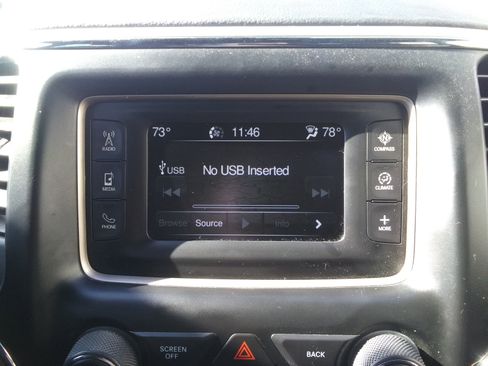 73° 11:46 78°
RADIO
N
COMPASS
USB No USB Inserted
MEDIA
CLIMATE
PHONE
Browse Source Info
MORE
SCREEN
OFF
BACK